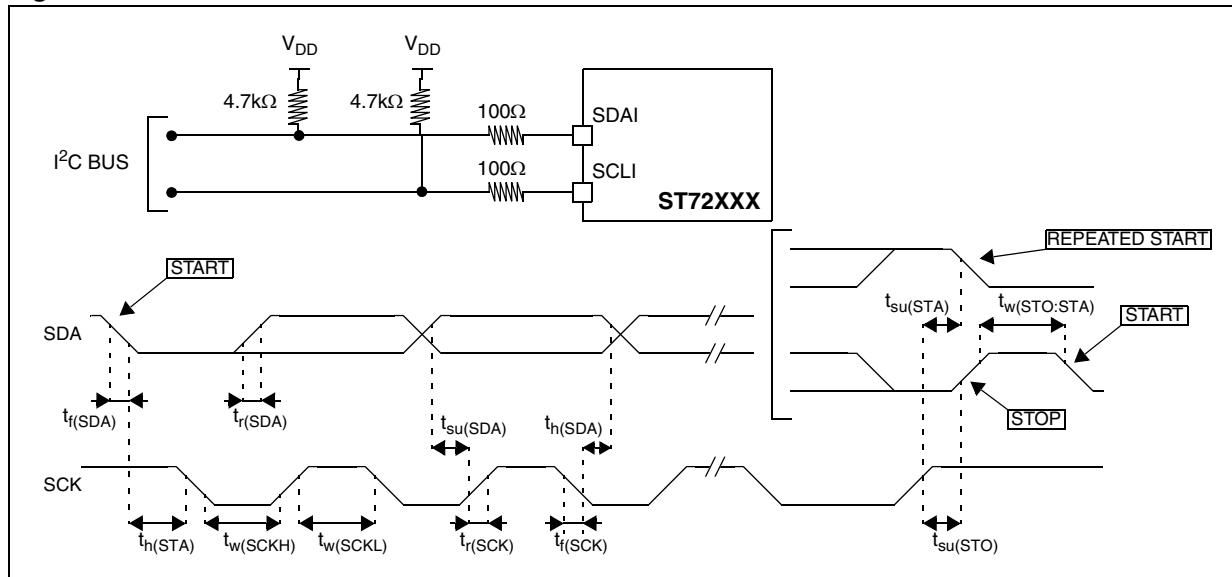 V_DD V_DD
4.7kΩ 4.7kΩ
100Ω SDAI
I²C BUS
100Ω SCLI
ST72XXX
REPEATED START
START
t_su(STA) t_w(STO:STA) START
SDA
t_f(SDA) t_r(SDA) t_su(SDA) t_h(SDA) STOP
SCK
t_h(STA) t_w(SCKH) t_w(SCKL) t_r(SCK) t_f(SCK) t_su(STO)